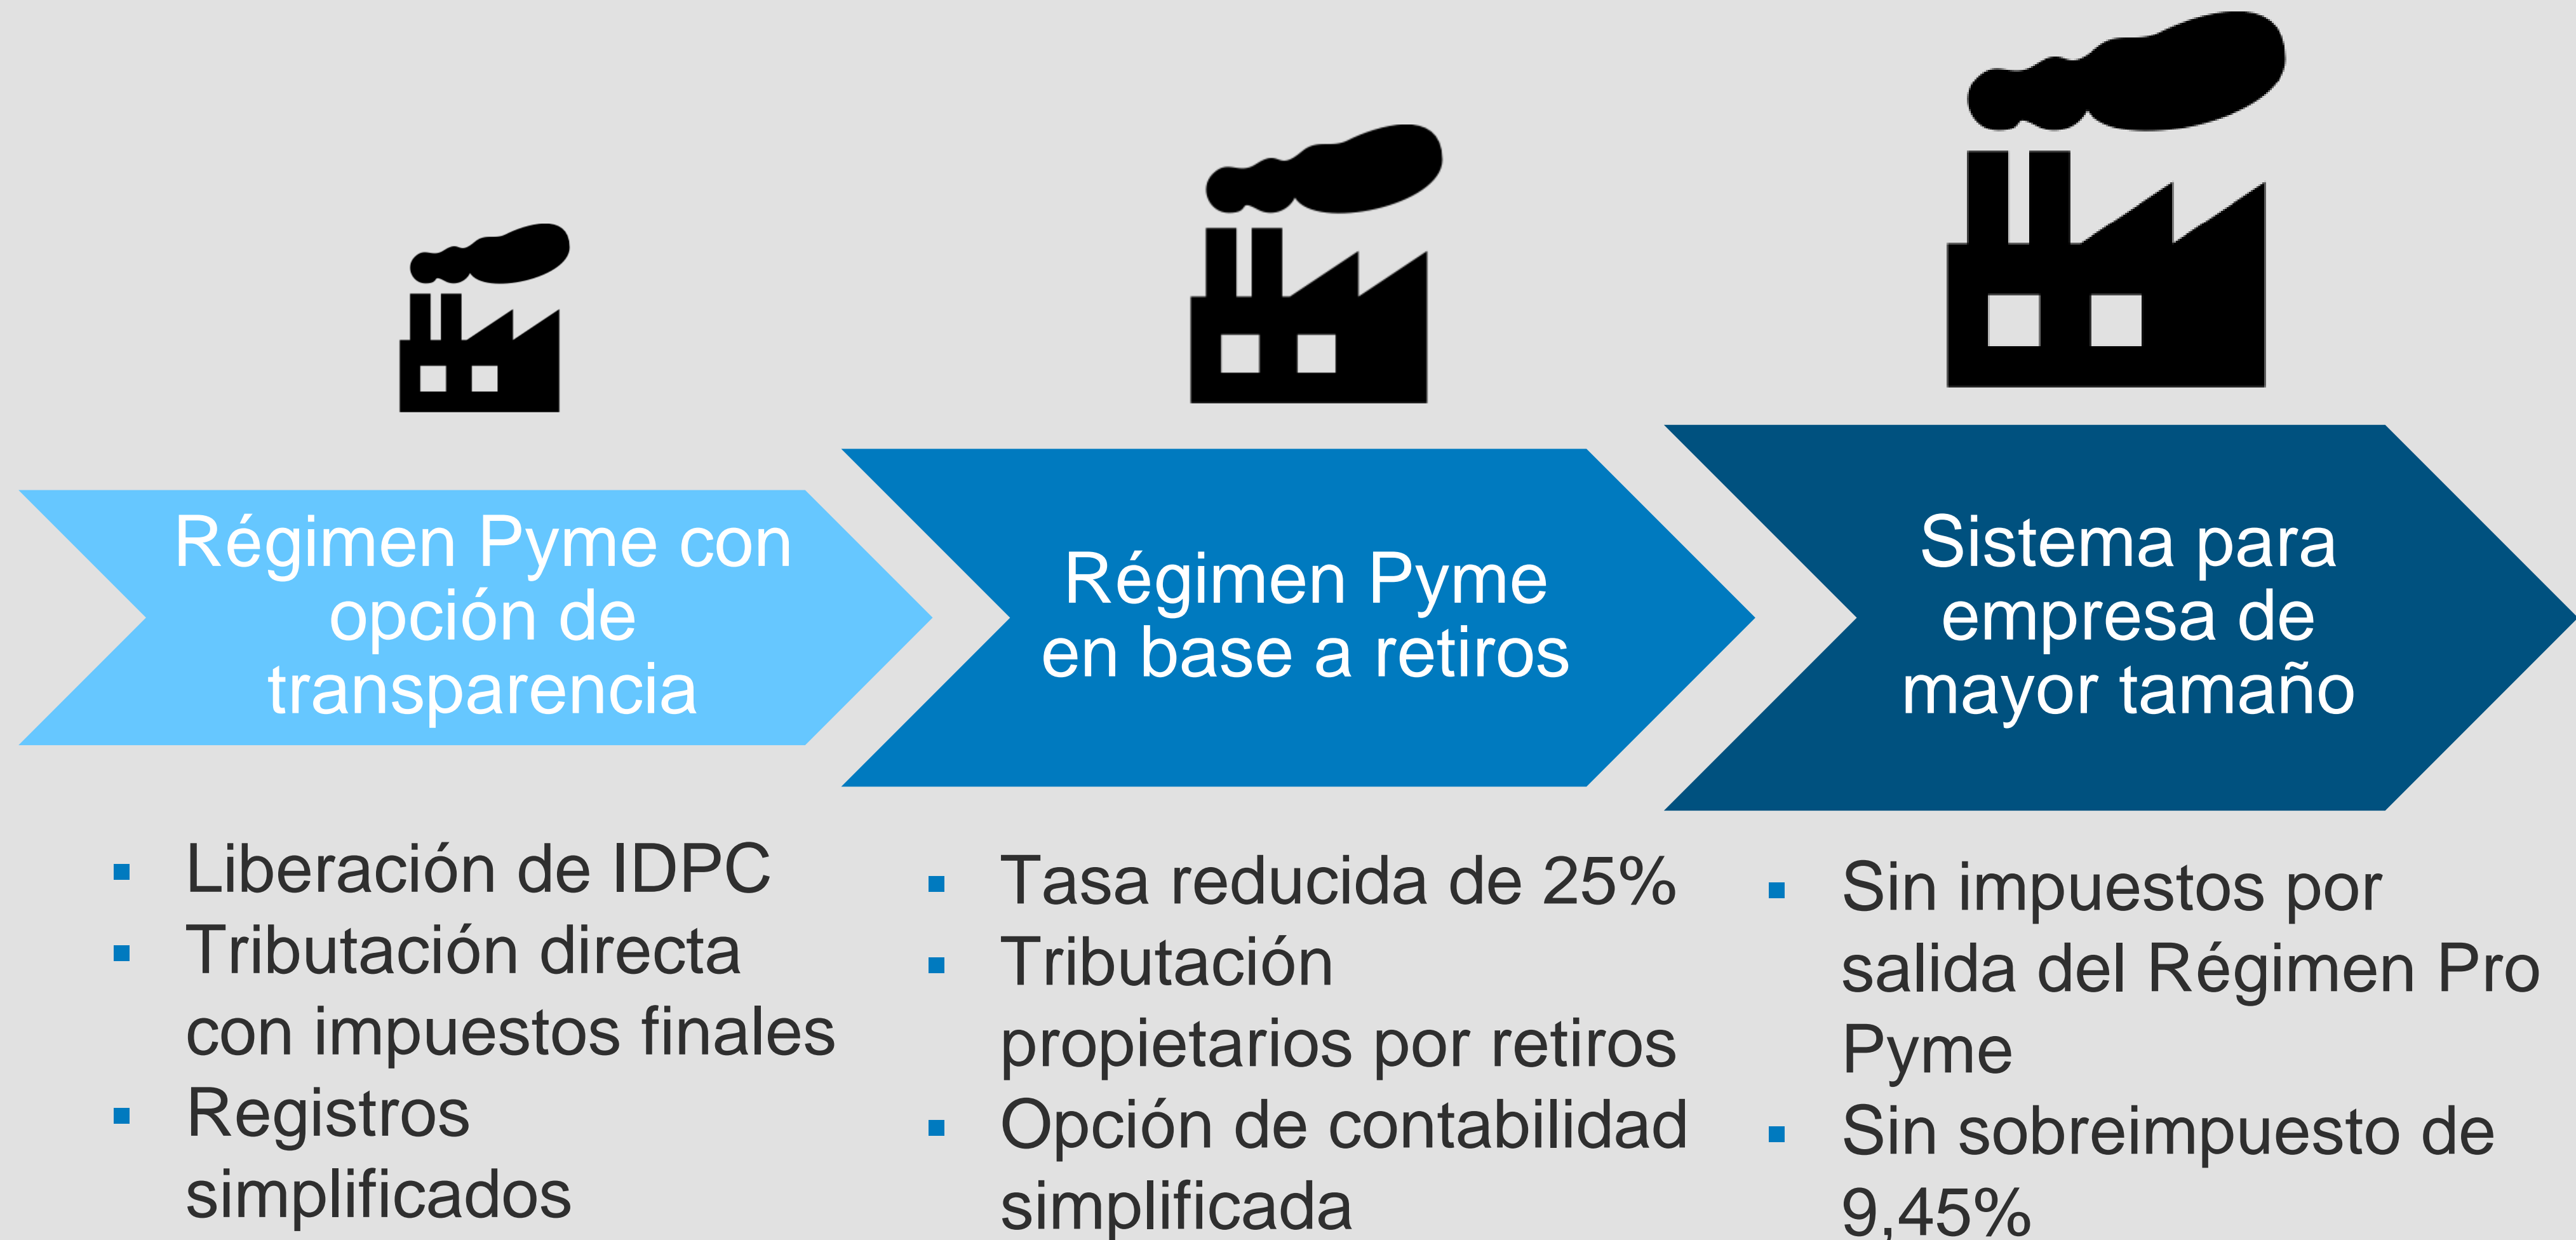 Régimen Pyme con
opción de
transparencia
Régimen Pyme
en base a retiros
Sistema para
empresa de
mayor tamaño
▪ Liberación de IDPC
▪ Tributación directa
con impuestos finales
▪ Registros
simplificados
▪ Tasa reducida de 25%
▪ Tributación
propietarios por retiros
▪ Opción de contabilidad
simplificada
▪ Sin impuestos por
salida del Régimen Pro
Pyme
▪ Sin sobreimpuesto de
9,45%